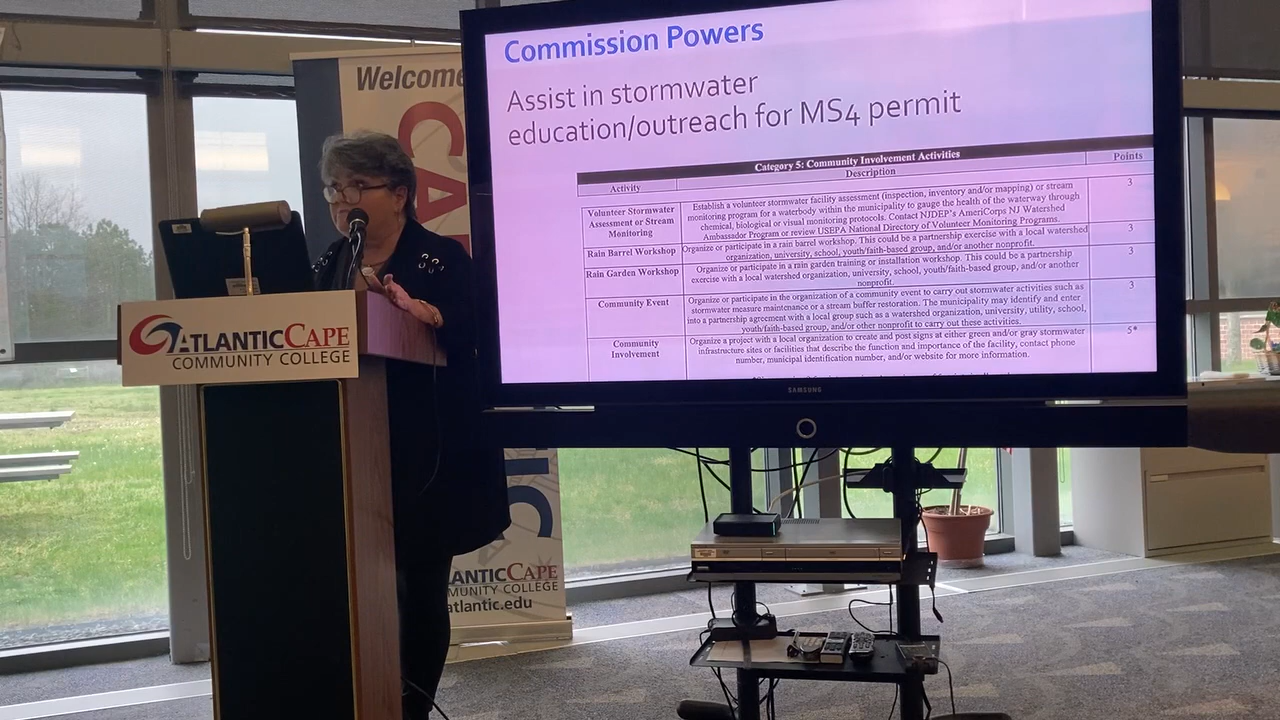 Welcome
CA
Commission Powers
Assist in stormwater
education/outreach for MS4 permit
Category 5: Community Involvement Activities
Activity Description Points
Volunteer Stormwater Assessment or Stream Monitoring
Establish a volunteer stormwater facility assessment (inspection, inventory and/or mapping) or stream
monitoring program for a waterbody within the municipality to gauge the health of the waterway through
chemical, biological or visual monitoring protocols. Contact NJDEP's AmeriCorps NJ Watershed
Ambassador Program or review USEPA National Directory of Volunteer Monitoring Programs.
3
Rain Barrel Workshop
Organize or participate in a rain barrel workshop. This could be a partnership exercise with a local watershed
organization, university, school, youth/faith-based group, and/or another nonprofit.
3
Rain Garden Workshop
Organize or participate in a rain garden training or installation workshop. This could be a partnership
exercise with a local watershed organization, university, school, youth/faith-based group, and/or another
nonprofit.
3
Community Event
Organize or participate in the organization of a community event to carry out stormwater activities such as
stormwater measure maintenance or a stream buffer restoration. The municipality may identify and enter
into a partnership agreement with a local group such as a watershed organization, university, utility, school,
youth/faith-based group, and/or other nonprofit to carry out these activities.
3
Community
Involvement
Organize a project with a local organization to create and post signs at either green and/or gray stormwater
infrastructure sites or facilities that describe the function and importance of the facility, contact phone
number, municipal identification number, and/or website for more information.
5*
SAMSUNG
ATLANTICCAPE
COMMUNITY COLLEGE
IC
LANTICCAPE
MUNITY COLLEGE
atlantic.edu